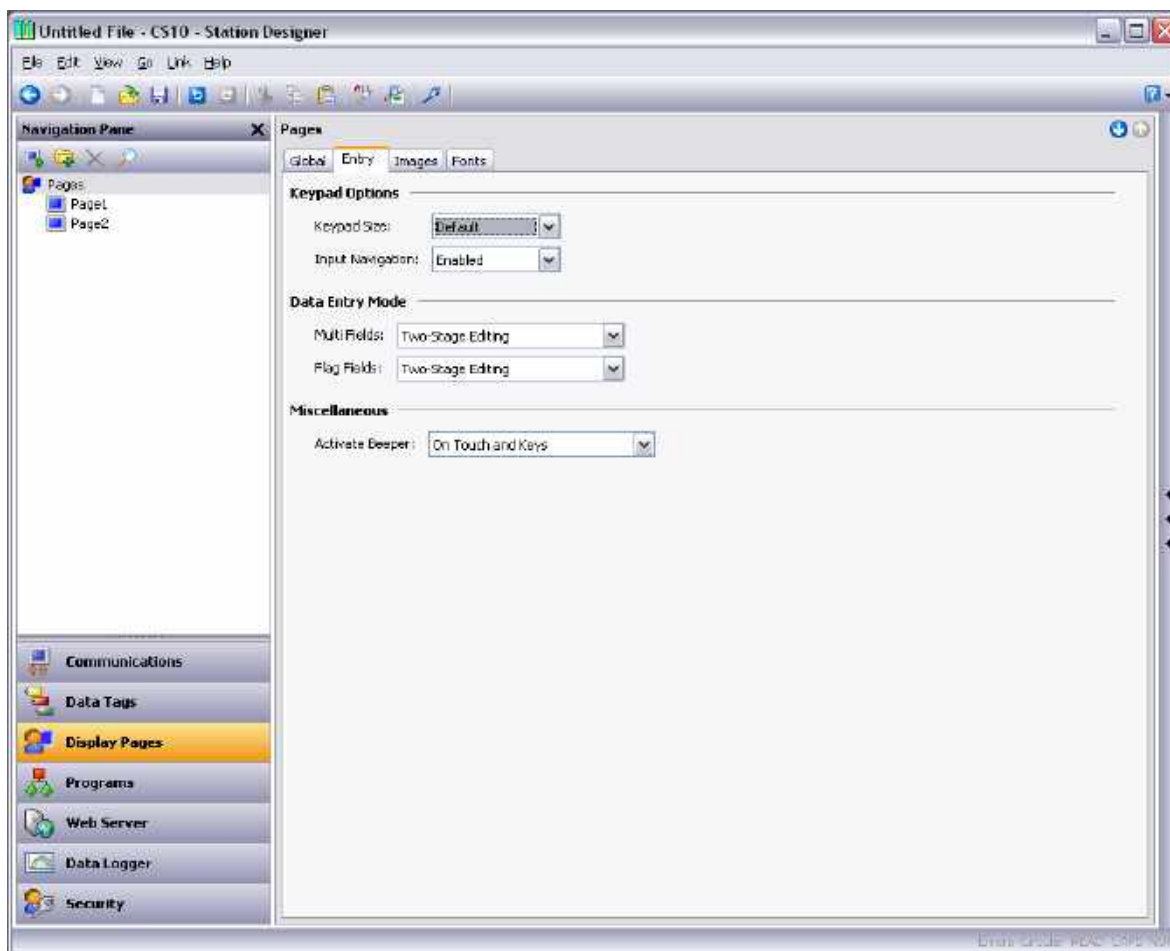 Untitled File - CS10 - Station Designer
File Edit View Go Link Help
Navigation Pane
Pages
Page1
Page2
Communications
Data Tags
Display Pages
Programs
Web Server
Data Logger
Security
Pages
Global Entry Images Fonts
Keypad Options
Keypad Size: Default
Input Navigation: Enabled
Data Entry Mode
Multi Fields: Two-Stage Editing
Flag Fields: Two-Stage Editing
Miscellaneous
Activate Beeper: On Touch and Keys